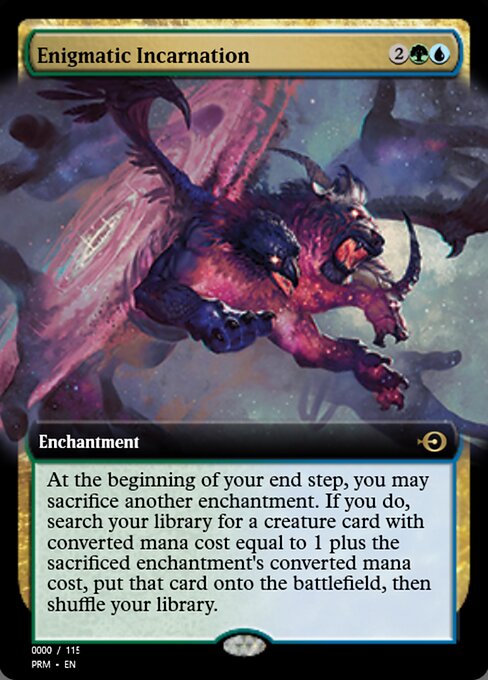 Enigmatic Incarnation 2
Enchantment
At the beginning of your end step, you may
sacrifice another enchantment. If you do,
search your library for a creature card with
converted mana cost equal to 1 plus the
sacrificed enchantment's converted mana
cost, put that card onto the battlefield, then
shuffle your library.
0000 / 115
PRM • EN